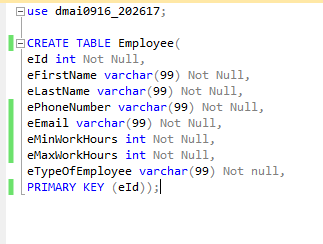 use dmai0916_202617;
CREATE TABLE Employee(
eId int Not Null,
eFirstName varchar(99) Not Null,
eLastName varchar(99) Not Null,
ePhoneNumber varchar(99) Not Null,
eEmail varchar(99) Not Null,
eMinWorkHours int Not Null,
eMaxWorkHours int Not Null,
eTypeOfEmployee varchar(99) Not null,
PRIMARY KEY (eId));